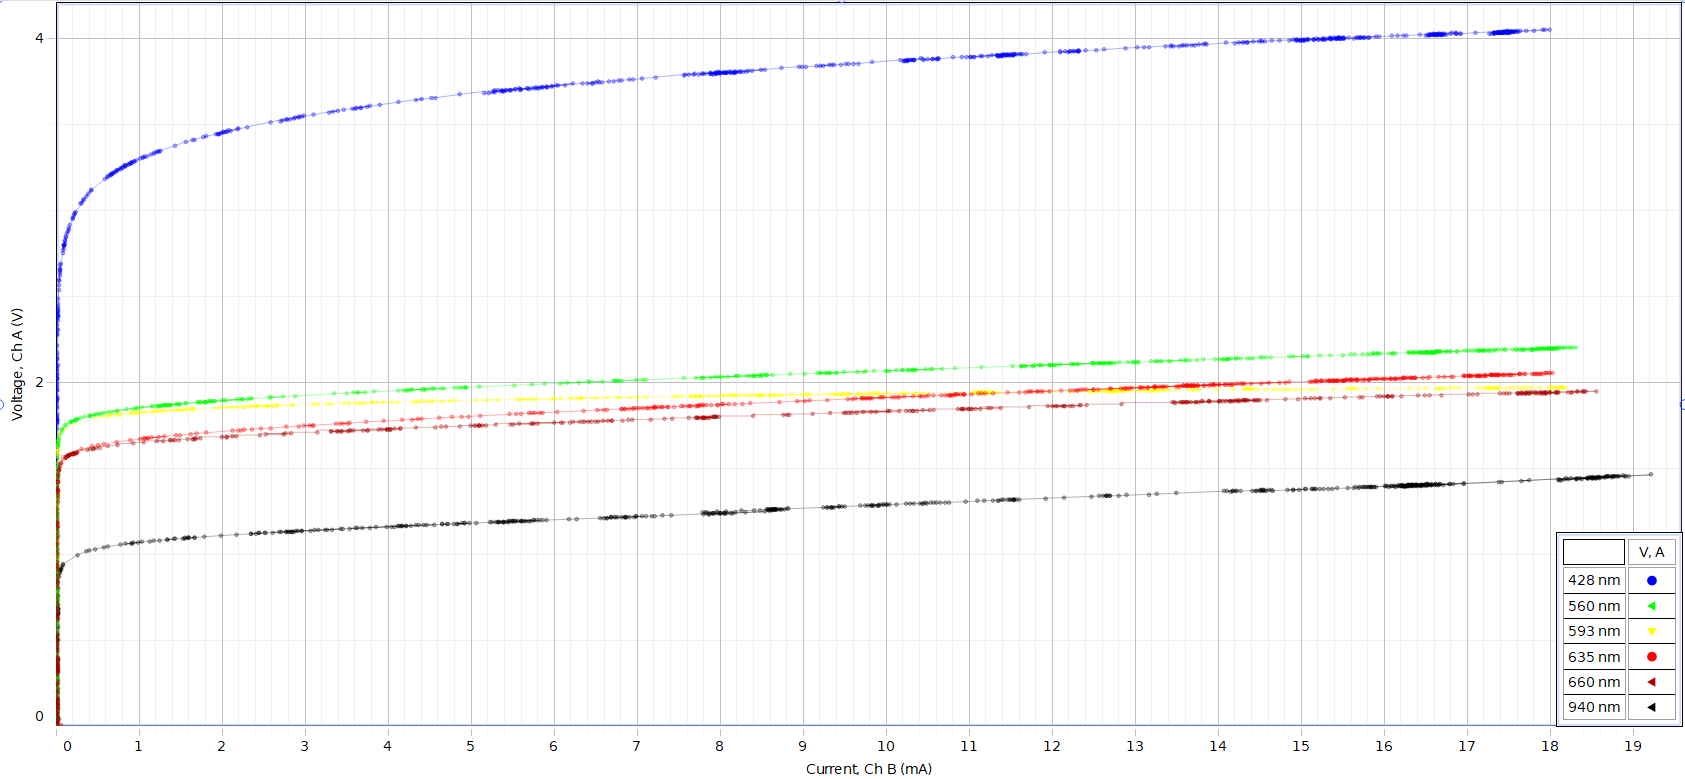 4
2
0
Voltage, Ch A (V)
0 1 2 3 4 5 6 7 8 9 10 11 12 13 14 15 16 17 18 19
Current, Ch B (mA)
V, A
428 nm
560 nm
593 nm
635 nm
660 nm
940 nm